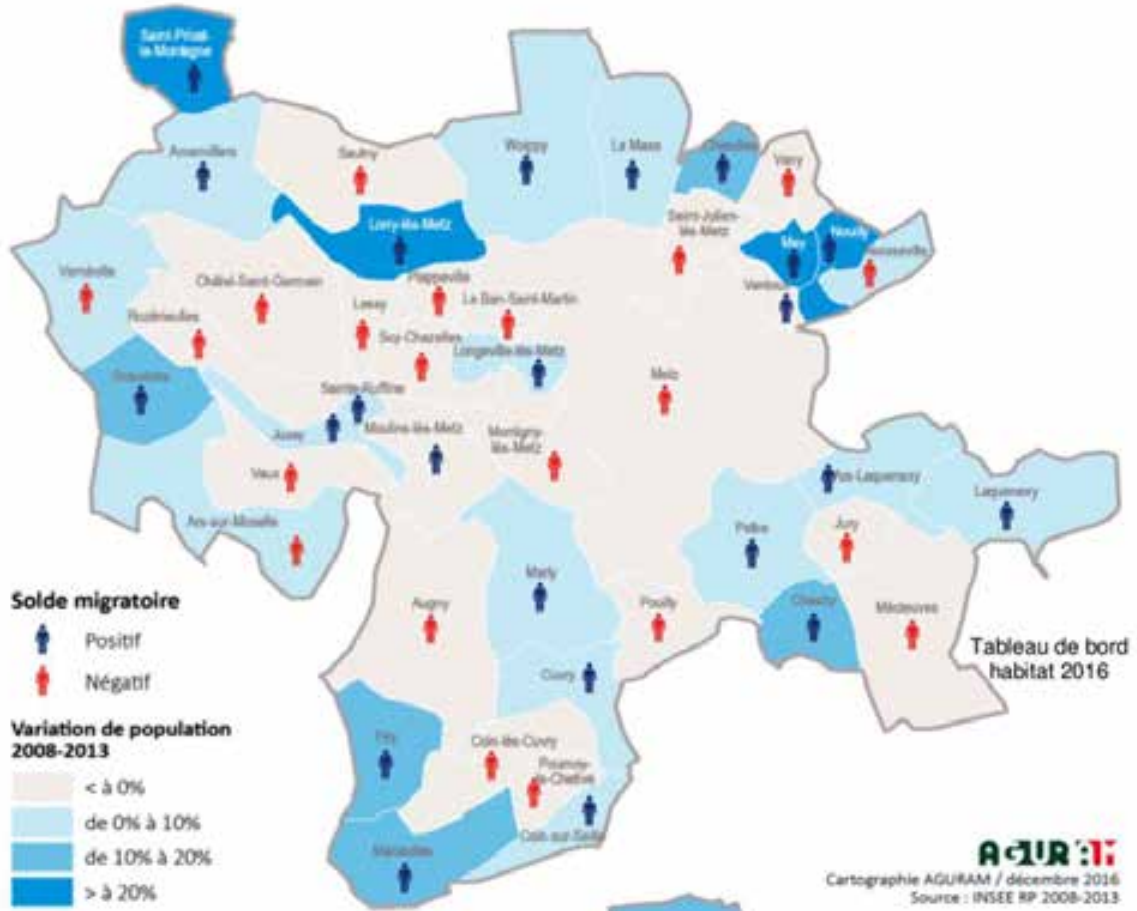 Saint-Privat-
la-Montagne
Amanvillers
Saulny
Woippy
La Maxe
Chieulles
Vany
Lorry-lès-Metz
Saint-Julien-
lès-Metz
Mey
Nouilly
Noisseville
Vantoux
Vernéville
Châtel-Saint-Germain
Plappeville
Rozérieulles
Lessy
Le Ban-Saint-Martin
Scy-Chazelles
Longeville-lès-Metz
Metz
Gravelotte
Sainte-Ruffine
Jussy
Moulins-lès-Metz
Montigny-
lès-Metz
Vaux
Ars-Laquenexy
Laquenexy
Ars-sur-Moselle
Peltre
Jury
Marly
Augny
Pouilly
Chesny
Mécleuves
Cuvry
Fey
Coin-lès-Cuvry
Pournoy-
la-Chétive
Coin-sur-Seille
Marieulles
Solde migratoire
Positif
Négatif
Variation de population
2008-2013
< à 0%
de 0% à 10%
de 10% à 20%
> à 20%
Tableau de bord
habitat 2016
AGURAM
Cartographie AGURAM / décembre 2016
Source : INSEE RP 2008-2013